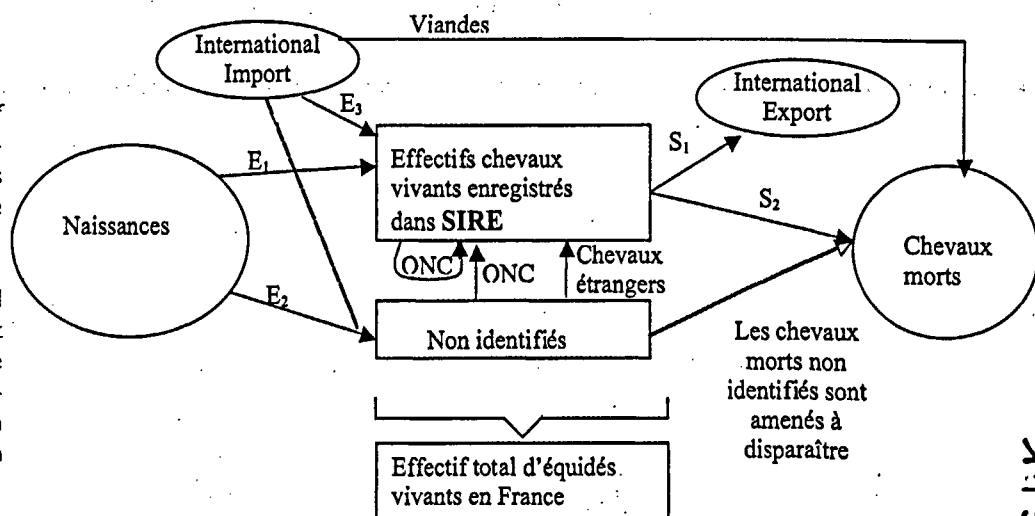 Viandes
International
Import
International
Export
E₃
E₁
Effectifs chevaux
vivants enregistrés
dans SIRE
S₁
S₂
Naissances
Chevaux
morts
ONC
ONC
Chevaux
étrangers
E₂
Non identifiés
Les chevaux
morts non
identifiés sont
amenés à
disparaître
Effectif total d'équidés
vivants en France